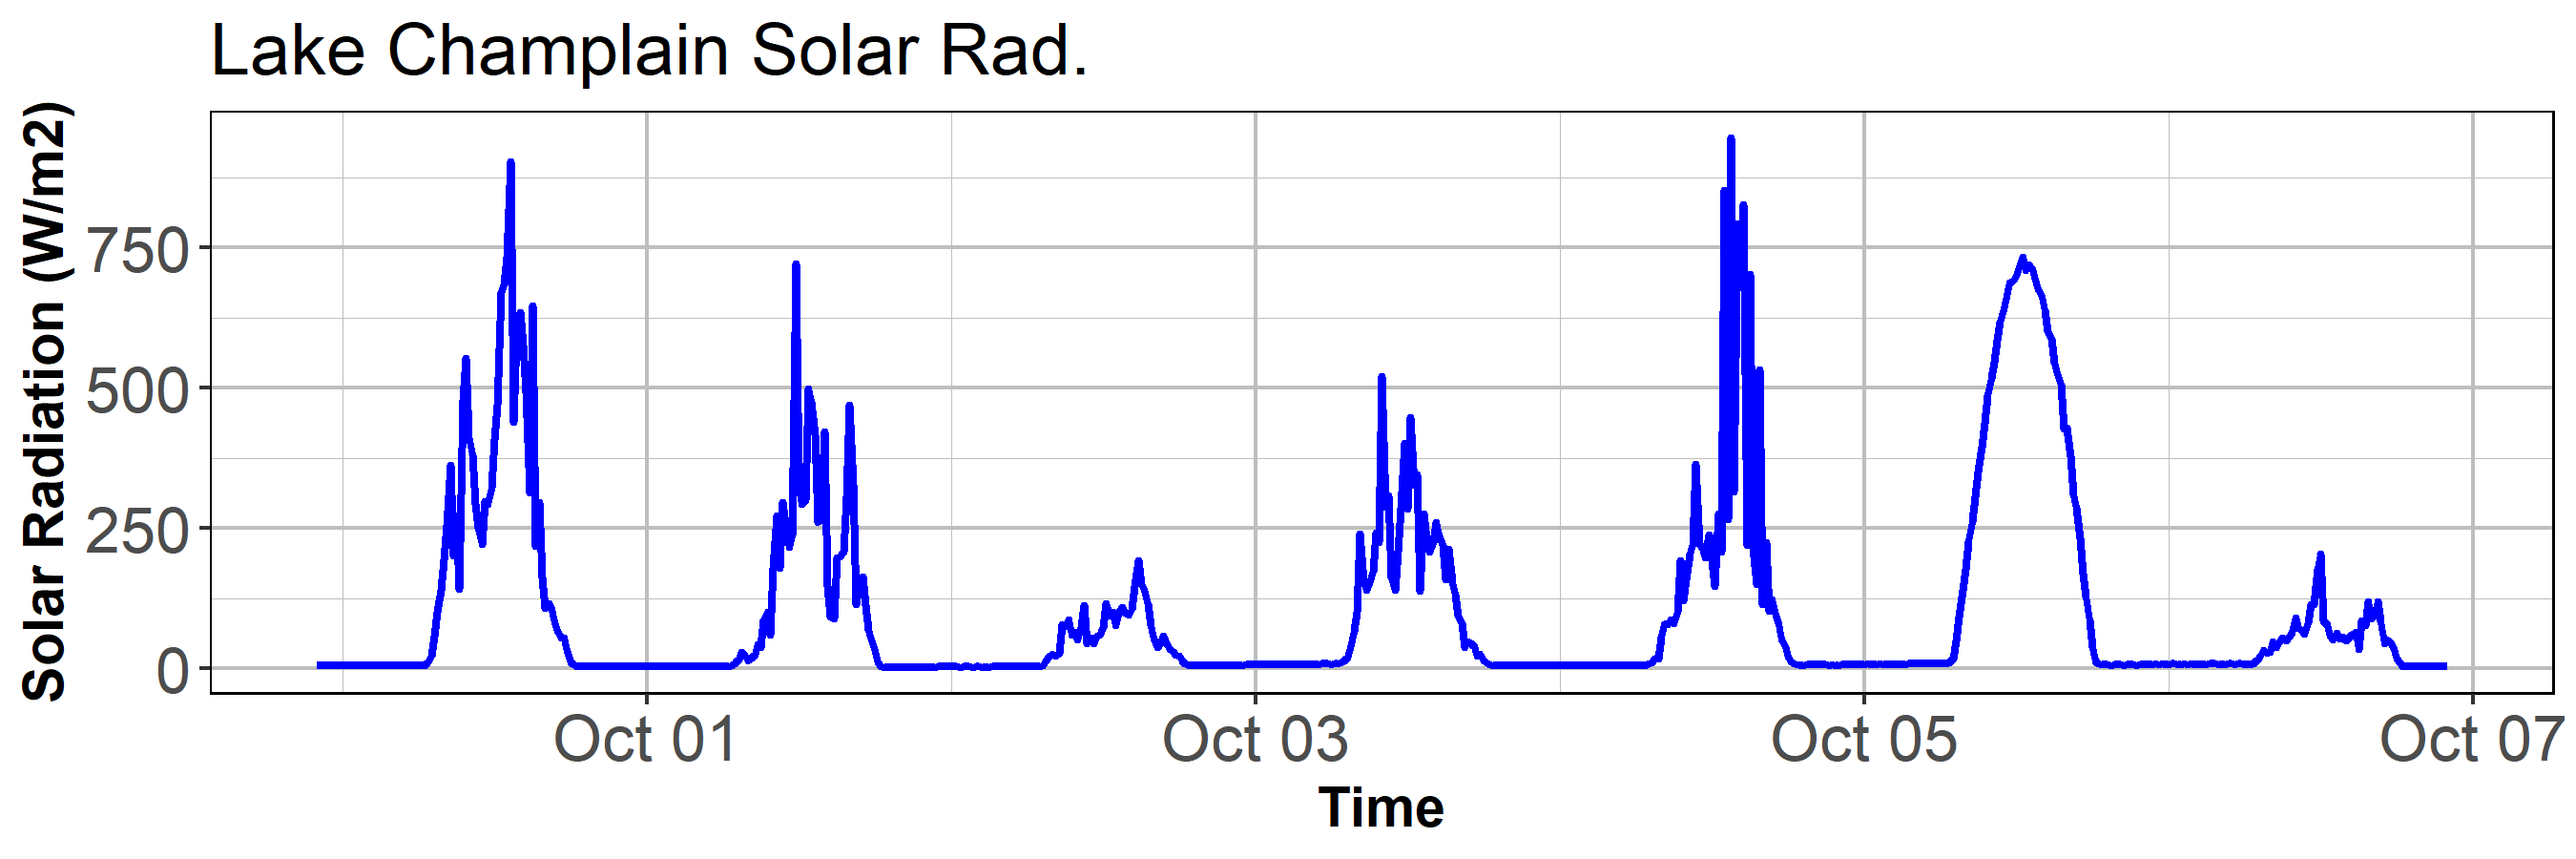 Lake Champlain Solar Rad.
Solar Radiation (W/m2)
750
500
250
0
Oct 01
Oct 03
Oct 05
Oct 07
Time